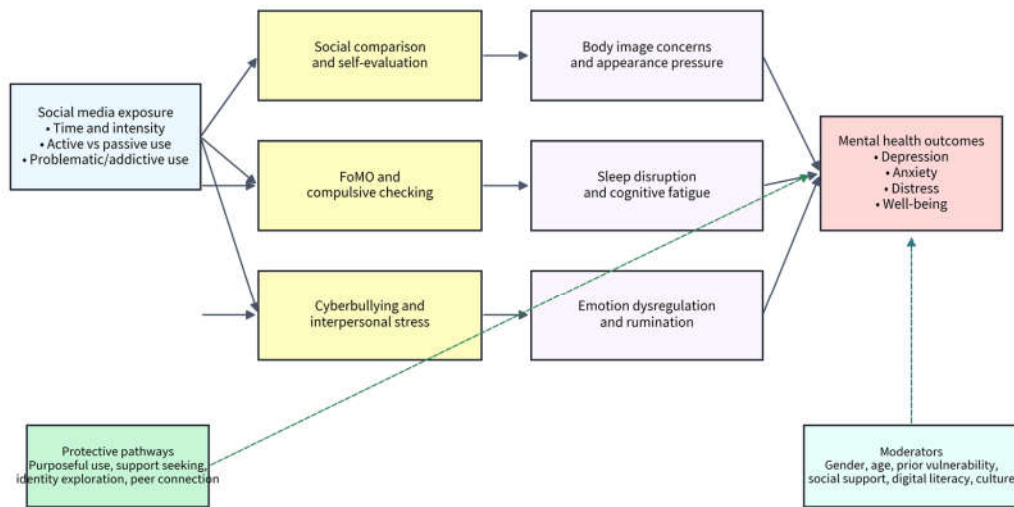 Social comparison
and self-evaluation
Body image concerns
and appearance pressure
Social media exposure
• Time and intensity
• Active vs passive use
• Problematic/addictive use
FoMO and
compulsive checking
Sleep disruption
and cognitive fatigue
Mental health outcomes
• Depression
• Anxiety
• Distress
• Well-being
Cyberbullying and
interpersonal stress
Emotion dysregulation
and rumination
Protective pathways
Purposeful use, support seeking,
identity exploration, peer connection
Moderators
Gender, age, prior vulnerability,
social support, digital literacy, culture